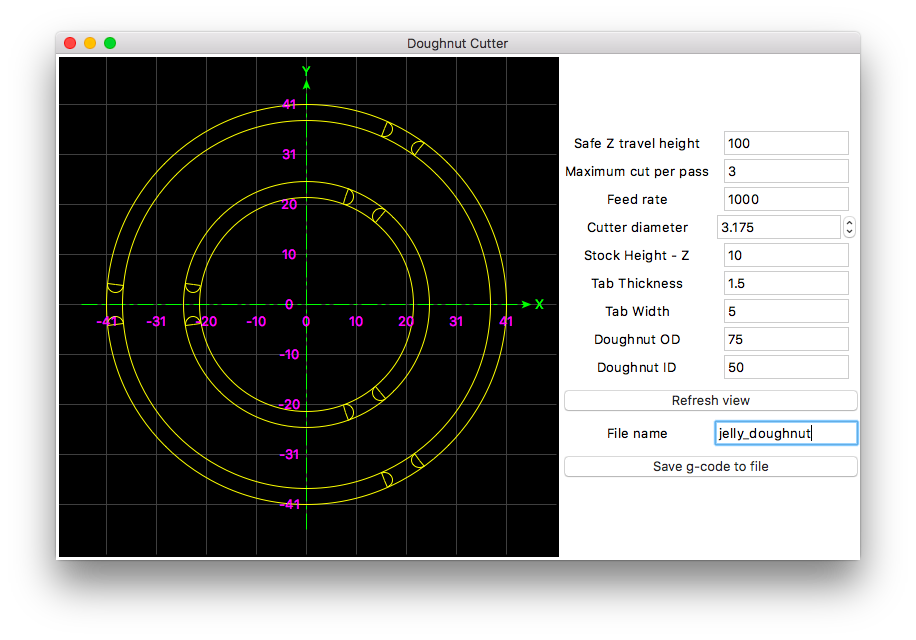 Doughnut Cutter
Y
41
31
20
10
0
-41 -31 -20 -10 0 10 21 31 41 X
-10
-20
-31
-41
Safe Z travel height 100
Maximum cut per pass 3
Feed rate 1000
Cutter diameter 3.175
Stock Height - Z 10
Tab Thickness 1.5
Tab Width 5
Doughnut OD 75
Doughnut ID 50
Refresh view
File name jelly_doughnut
Save g-code to file